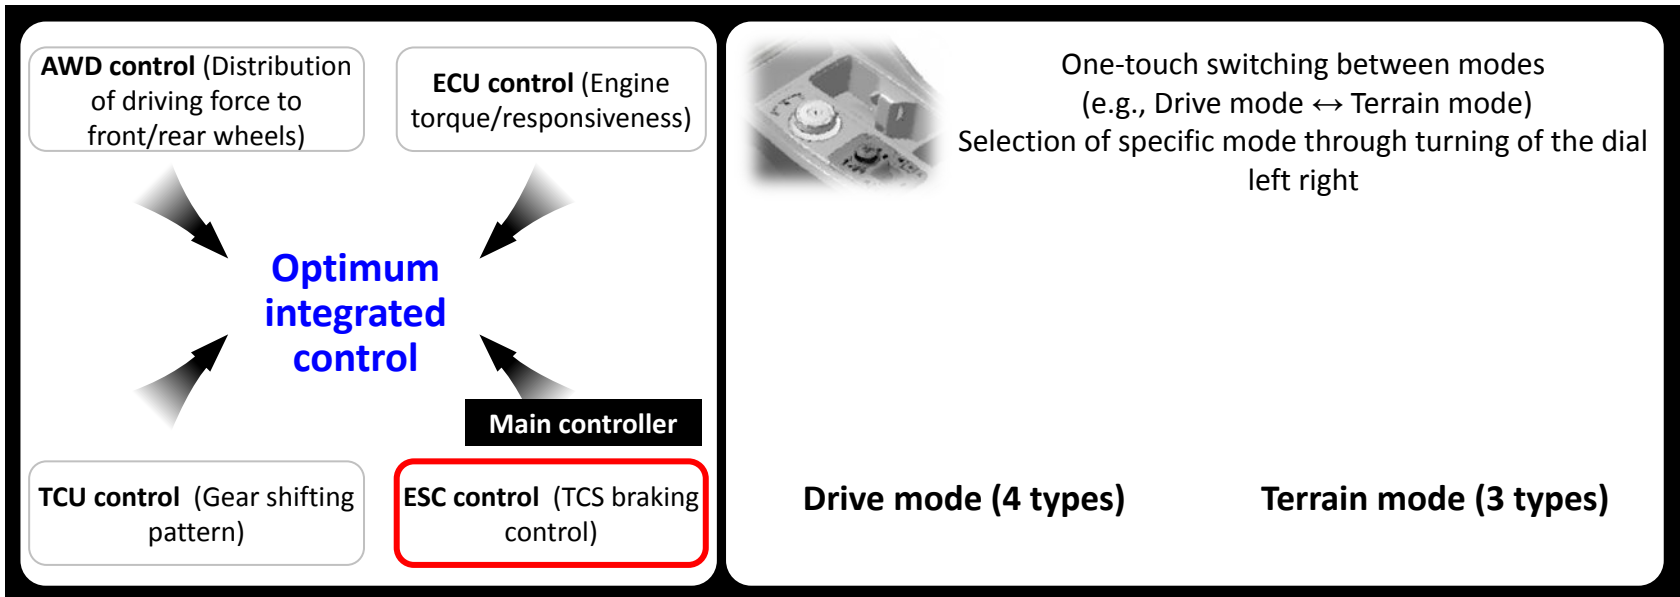 AWD control (Distribution
of driving force to
front/rear wheels)
ECU control (Engine
torque/responsiveness)
Optimum
integrated
control
Main controller
TCU control  (Gear shifting
pattern)
ESC control  (TCS braking
control)
One-touch switching between modes
(e.g., Drive mode ↔ Terrain mode)
Selection of specific mode through turning of the dial
left right
Drive mode (4 types)
Terrain mode (3 types)